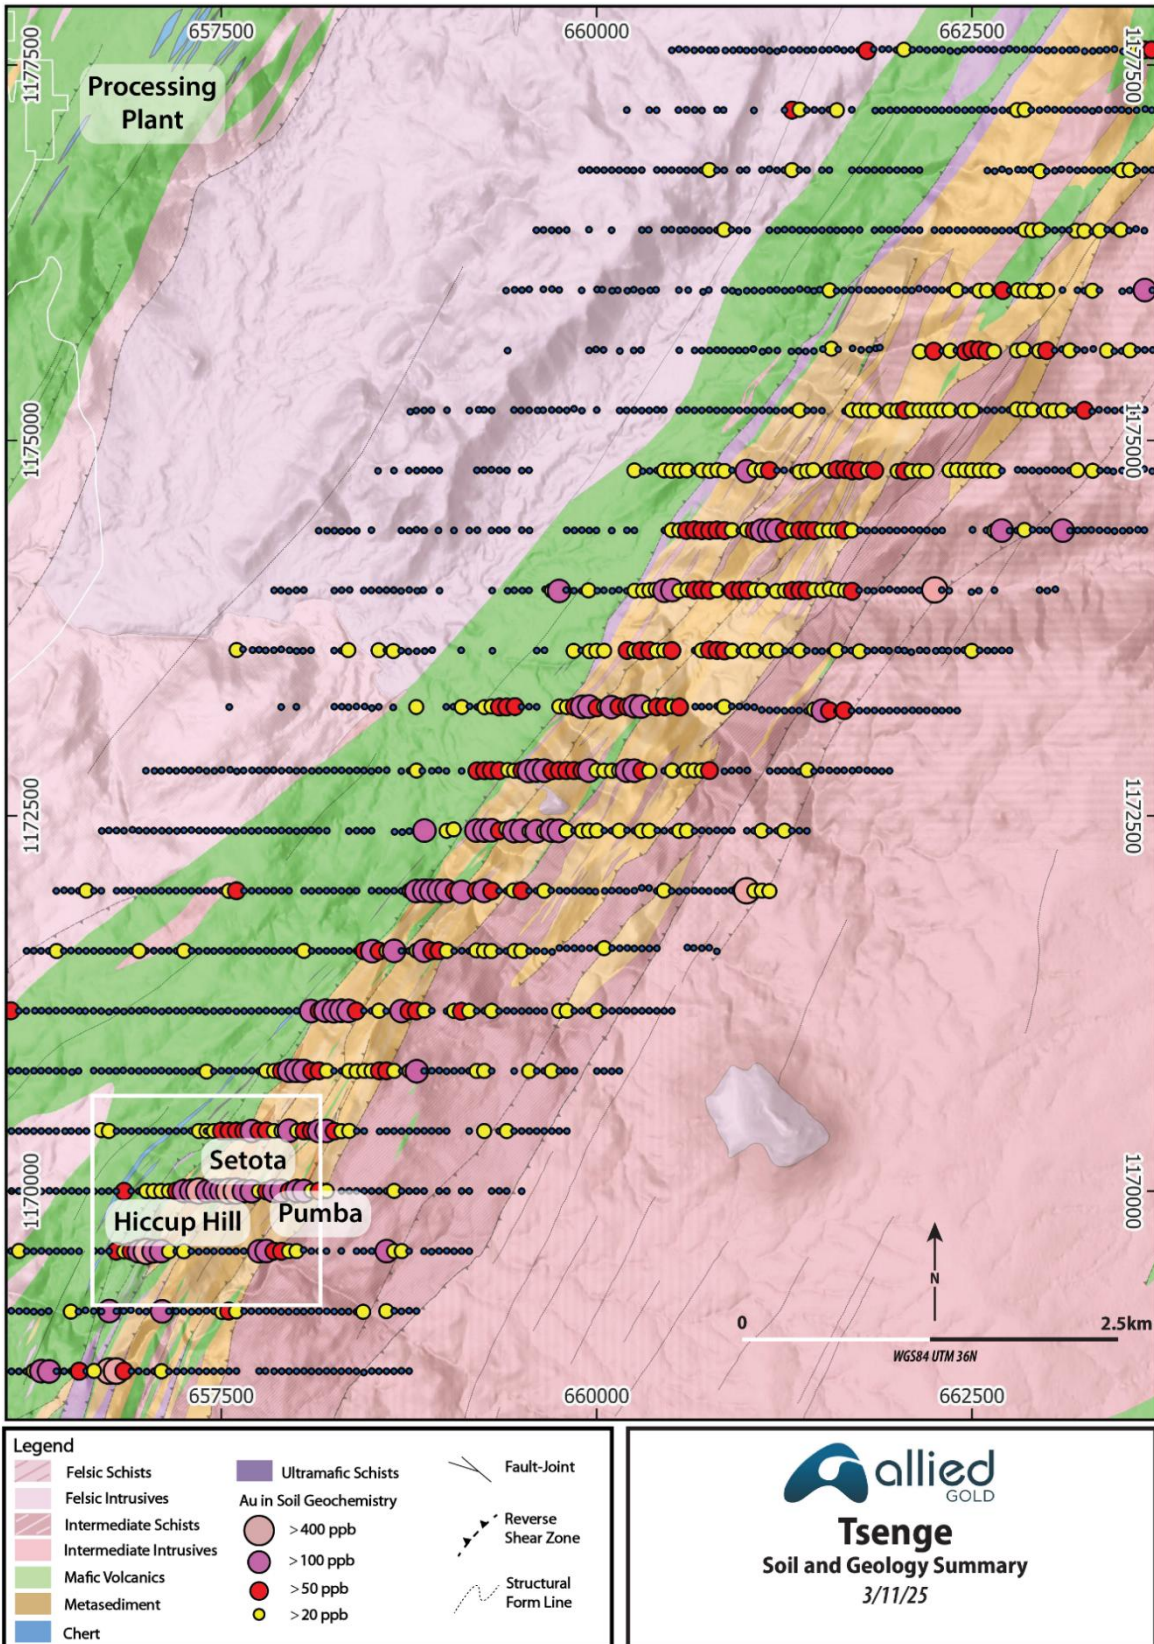 657500
660000
662500
1177500
1177500
Processing
Plant
1175000
1175000
1172500
1172500
Setota
1170000
1170000
Hiccup Hill
Pumba
N
0
2.5km
WGS84 UTM 36N
657500
660000
662500
Legend
Felsic Schists
Felsic Intrusives
Intermediate Schists
Intermediate Intrusives
Mafic Volcanics
Metasediment
Chert
Ultramafic Schists
Au in Soil Geochemistry
>400 ppb
>100 ppb
>50 ppb
>20 ppb
Fault-Joint
Reverse
Shear Zone
Structural
Form Line
allied
GOLD
Tsenge
Soil and Geology Summary
3/11/25